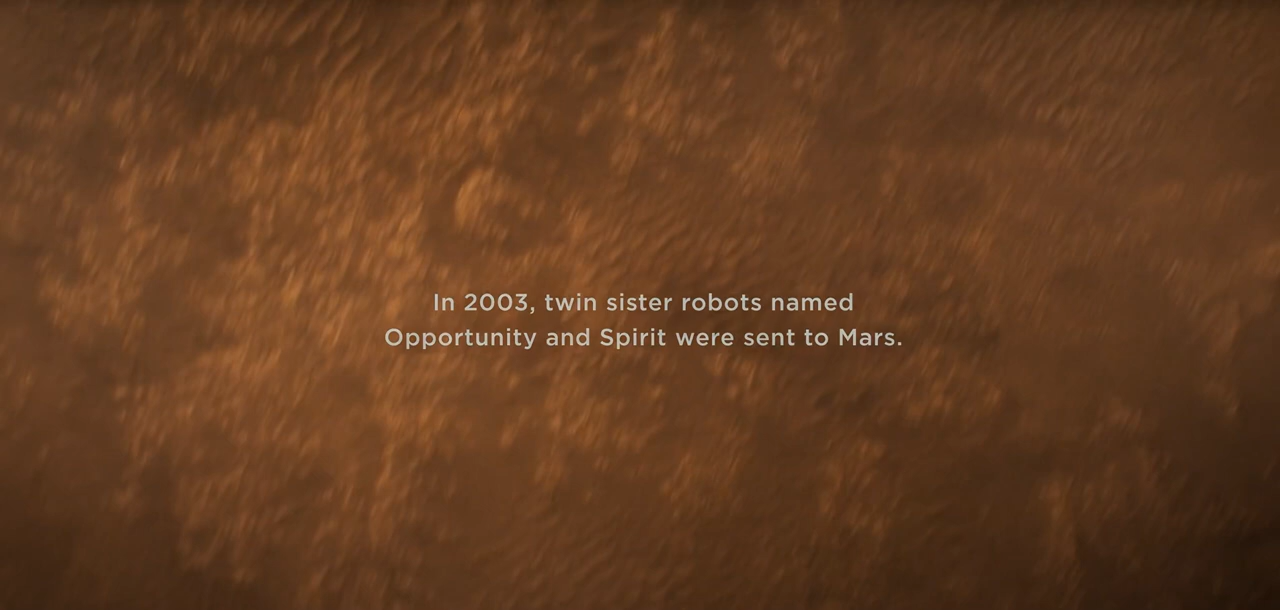 In 2003, twin sister robots named
Opportunity and Spirit were sent to Mars.